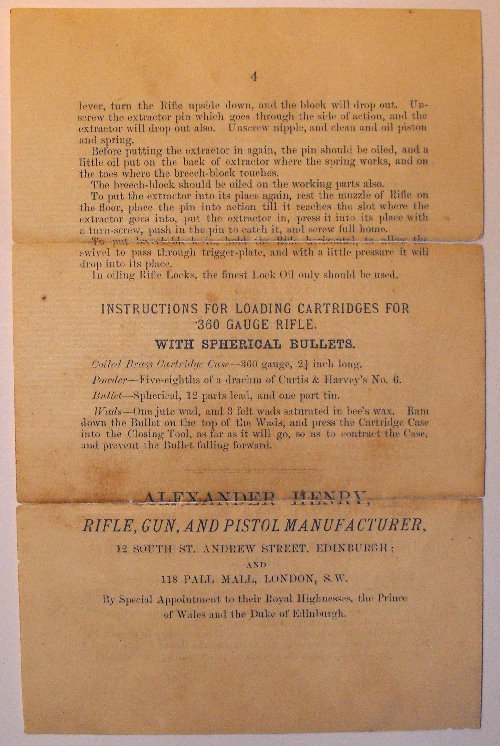 4
lever, turn the Rifle upside down, and the block will drop out. Un-
screw the extractor pin which goes through the side of action, and the
extractor will drop out also. Unscrew nipple, and clean and oil piston
and spring.
Before putting the extractor in again, the pin should be oiled, and a
little oil put on the back of extractor where the spring works, and on
the toes where the breech-block touches.
The breech-block should be oiled on the working parts also.
To put the extractor into its place again, rest the muzzle of Rifle on
the floor, place the pin into action till it reaches the slot where the
extractor goes into, put the extractor in, press it into its place with
a turn-screw, push in the pin to catch it, and screw full home.
To put block in, hold the Rifle horizontal, to allow the
swivel to pass through trigger-plate, and with a little pressure it will
drop into its place.
In oiling Rifle Locks, the finest Lock Oil only should be used.
INSTRUCTIONS FOR LOADING CARTRIDGES FOR
·360 GAUGE RIFLE.
WITH SPHERICAL BULLETS.
Coiled Brass Cartridge Case—·360 gauge, 2¼ inch long.
Powder—Five-eighths of a drachm of Curtis & Harvey's No. 6.
Bullet—Spherical, 12 parts lead, and one part tin.
Wads—One jute wad, and 3 felt wads saturated in bee's wax. Ram
down the Bullet on the top of the Wads, and press the Cartridge Case
into the Closing Tool, as far as it will go, so as to contract the Case,
and prevent the Bullet falling forward.
ALEXANDER HENRY,
RIFLE, GUN, AND PISTOL MANUFACTURER,
12 SOUTH ST. ANDREW STREET, EDINBURGH;
AND
118 PALL MALL, LONDON, S.W.
By Special Appointment to their Royal Highnesses, the Prince
of Wales and the Duke of Edinburgh.